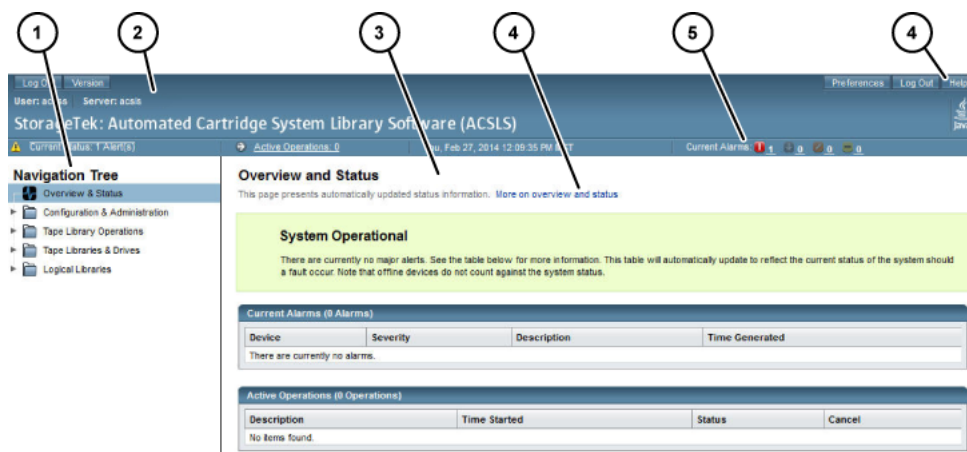 1 2 3 4 5 4
Log Version Preferences Log Out Help
User: Server: acsls
StorageTek: Automated Cartridge System Library Software (ACSLS)
Java
Current Status: 1 Alert(s) Active Operations: 0 Feb 27, 2014 12:09:35 PM Current Alarms: 1 0 0 0
Navigation Tree
Overview & Status
Configuration & Administration
Tape Library Operations
Tape Libraries & Drives
Logical Libraries
Overview and Status
This page presents automatically updated status information. More on overview and status
System Operational
There are currently no major alerts. See the table below for more information. This table will automatically update to reflect the current status of the system should
a fault occur. Note that offline devices do not count against the system status.
Current Alarms (0 Alarms)
Device Severity Description Time Generated
There are currently no alarms.
Active Operations (0 Operations)
Description Time Started Status Cancel
No items found.